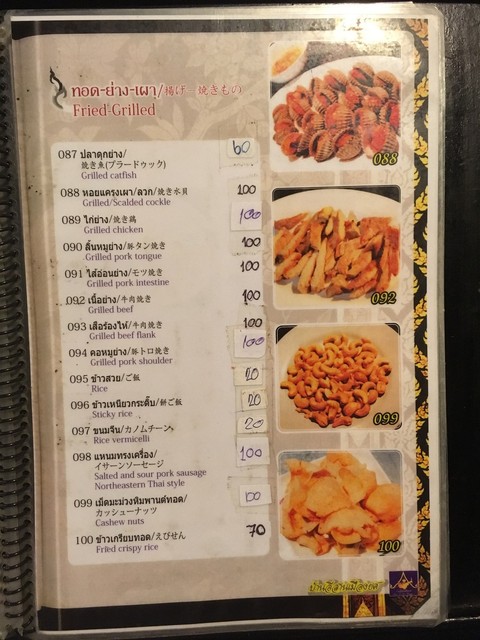 ทอด-ย่าง-เผา/揚げ 焼きもの
Fried-Grilled
087 ปลาดุกย่าง/ 60
焼き魚(プラードゥック)
Grilled catfish
088 หอยแครงเผา/ลวก/焼き水貝 100
Grilled/Scalded cockle
089 ไก่ย่าง/焼き鶏 100
Grilled chicken
090 ลิ้นหมูย่าง/豚タン焼き 100
Grilled pork tongue
091 ไส้อ่อนย่าง/モツ焼き 100
Grilled pork intestine
092 เนื้อย่าง/牛肉焼き 100
Grilled beef
093 เสือร้องไห้/牛肉焼き 100
Grilled beef flank
094 คอหมูย่าง/豚トロ焼き 100
Grilled pork shoulder
095 ข้าวสวย/ご飯 20
Rice
096 ข้าวเหนียวกระติ๊บ/餅ご飯 20
Sticky rice
097 ขนมจีน/カノムチーン 20
Rice vermicelli
098 แหนมทรงเครื่อง/ 100
イサーンソーセージ
Salted and sour pork sausage
Northeastern Thai style
099 เม็ดมะม่วงหิมพานต์ทอด/ 100
カシューナッツ
Cashew nuts
100 ข้าวเกรียบทอด/えびせん 70
Fried crispy rice
088
092
099
100